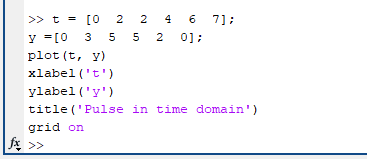 >> t = [0 2 2 4 6 7];
y =[0 3 5 5 2 0];
plot(t, y)
xlabel('t')
ylabel('y')
title('Pulse in time domain')
grid on
fx >>